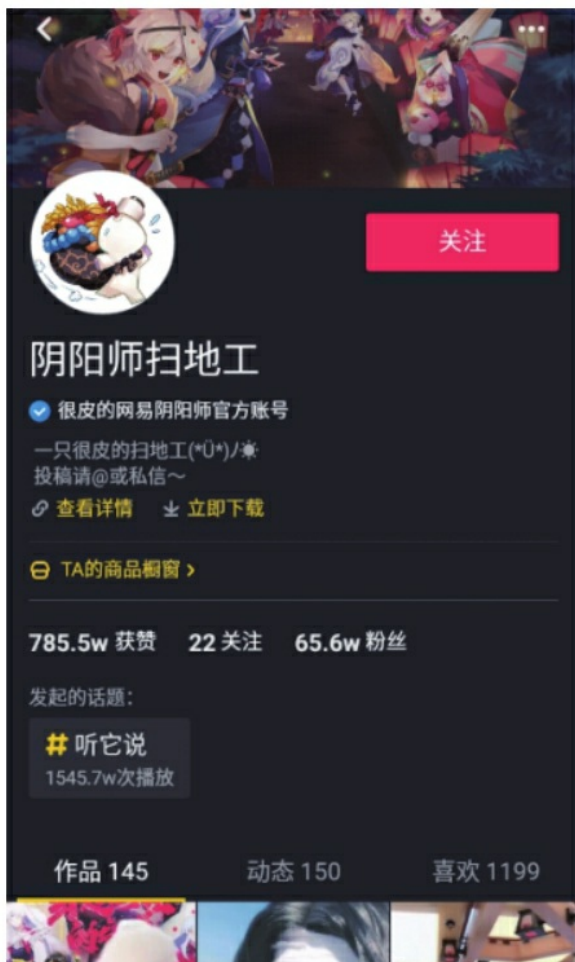 关注
阴阳师扫地工
很皮的网易阴阳师官方账号
一只很皮的扫地工(*Ü*)ﾉ☀
投稿请@或私信～
查看详情 立即下载
TA的商品橱窗 ›
785.5w 获赞 22 关注 65.6w 粉丝
发起的话题：
# 听它说
1545.7w次播放
作品 145 动态 150 喜欢 1199